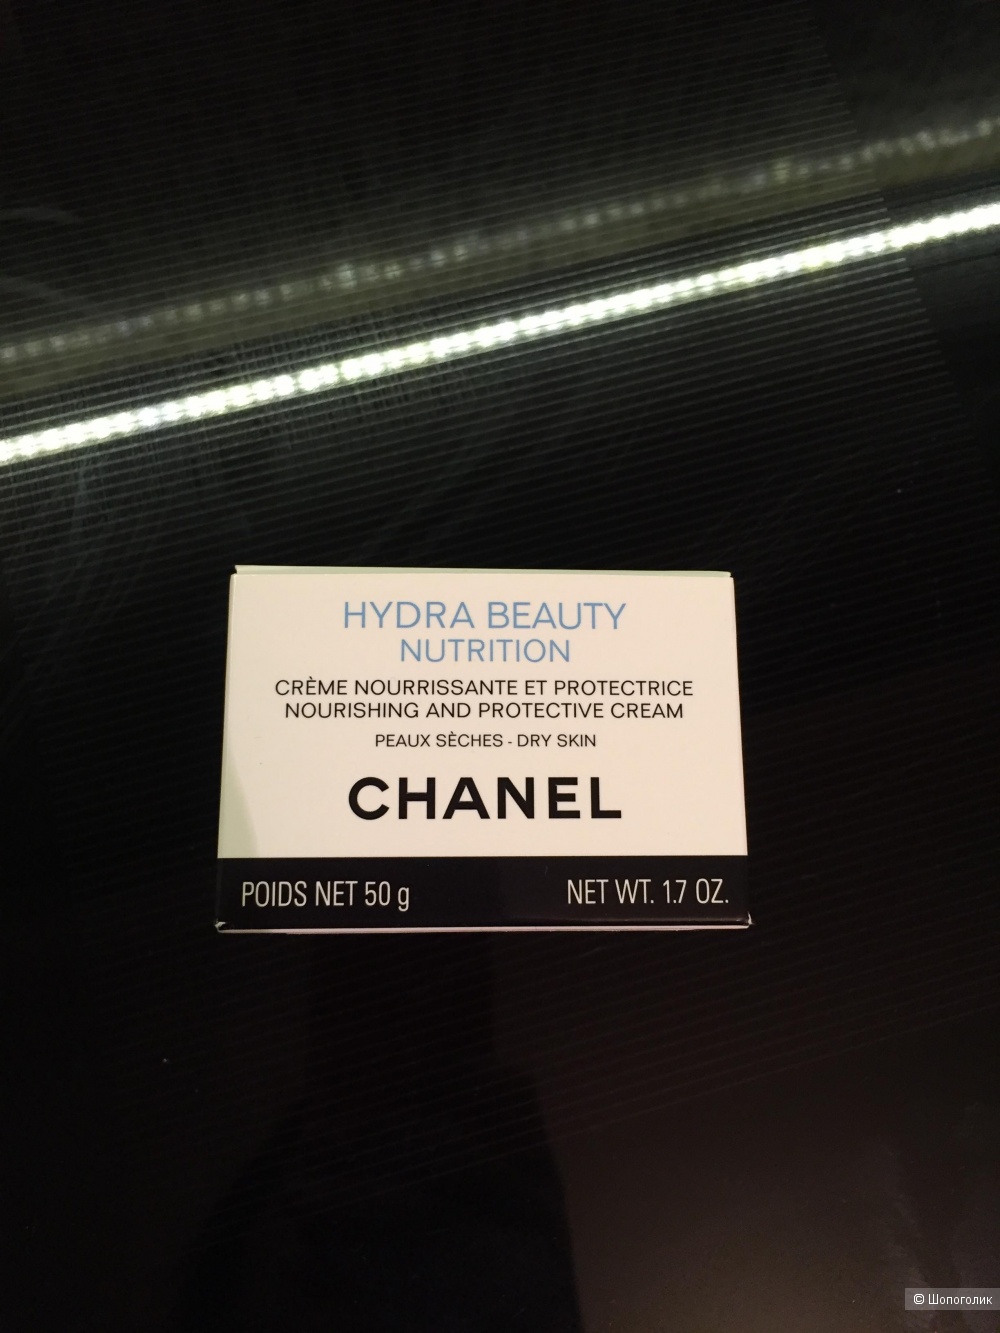 HYDRA BEAUTY
NUTRITION
CRÈME NOURRISSANTE ET PROTECTRICE
NOURISHING AND PROTECTIVE CREAM
PEAUX SÈCHES - DRY SKIN
CHANEL
POIDS NET 50 g NET WT. 1.7 OZ.
© Шопоголик